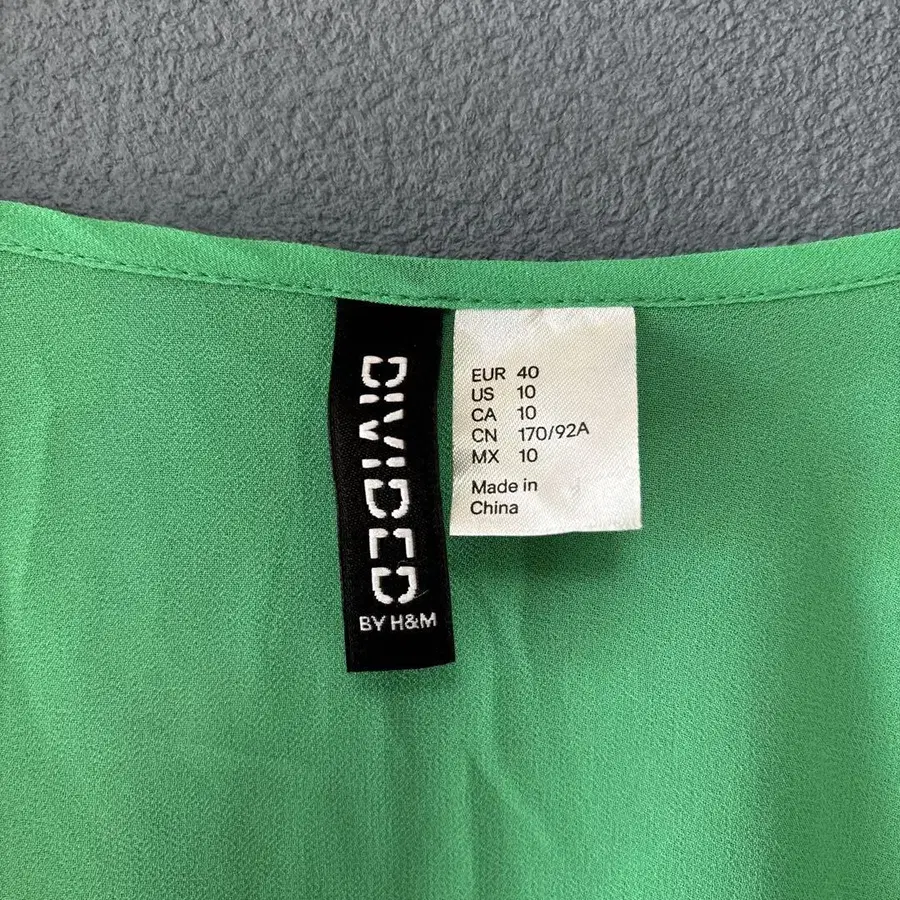 DIVIDED
BY H&M
EUR 40
US 10
CA 10
CN 170/92A
MX 10
Made in
China